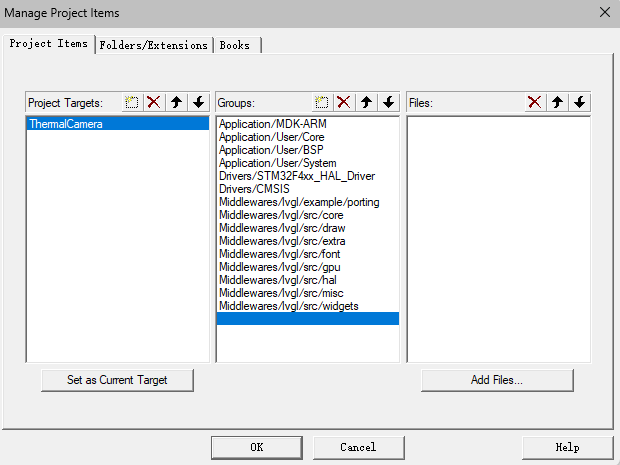 Manage Project Items
Project Items Folders/Extensions Books
Project Targets: Groups: Files:
ThermalCamera
Application/MDK-ARM
Application/User/Core
Application/User/BSP
Application/User/System
Drivers/STM32F4xx_HAL_Driver
Drivers/CMSIS
Middlewares/lvgl/example/porting
Middlewares/lvgl/src/core
Middlewares/lvgl/src/draw
Middlewares/lvgl/src/extra
Middlewares/lvgl/src/font
Middlewares/lvgl/src/gpu
Middlewares/lvgl/src/hal
Middlewares/lvgl/src/misc
Middlewares/lvgl/src/widgets
Set as Current Target Add Files...
OK Cancel Help